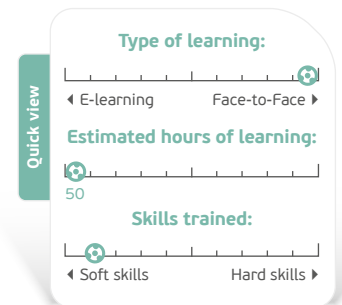 Quick view
Type of learning:
◀ E-learning Face-to-Face ▶
Estimated hours of learning:
50
Skills trained:
◀ Soft skills Hard skills ▶